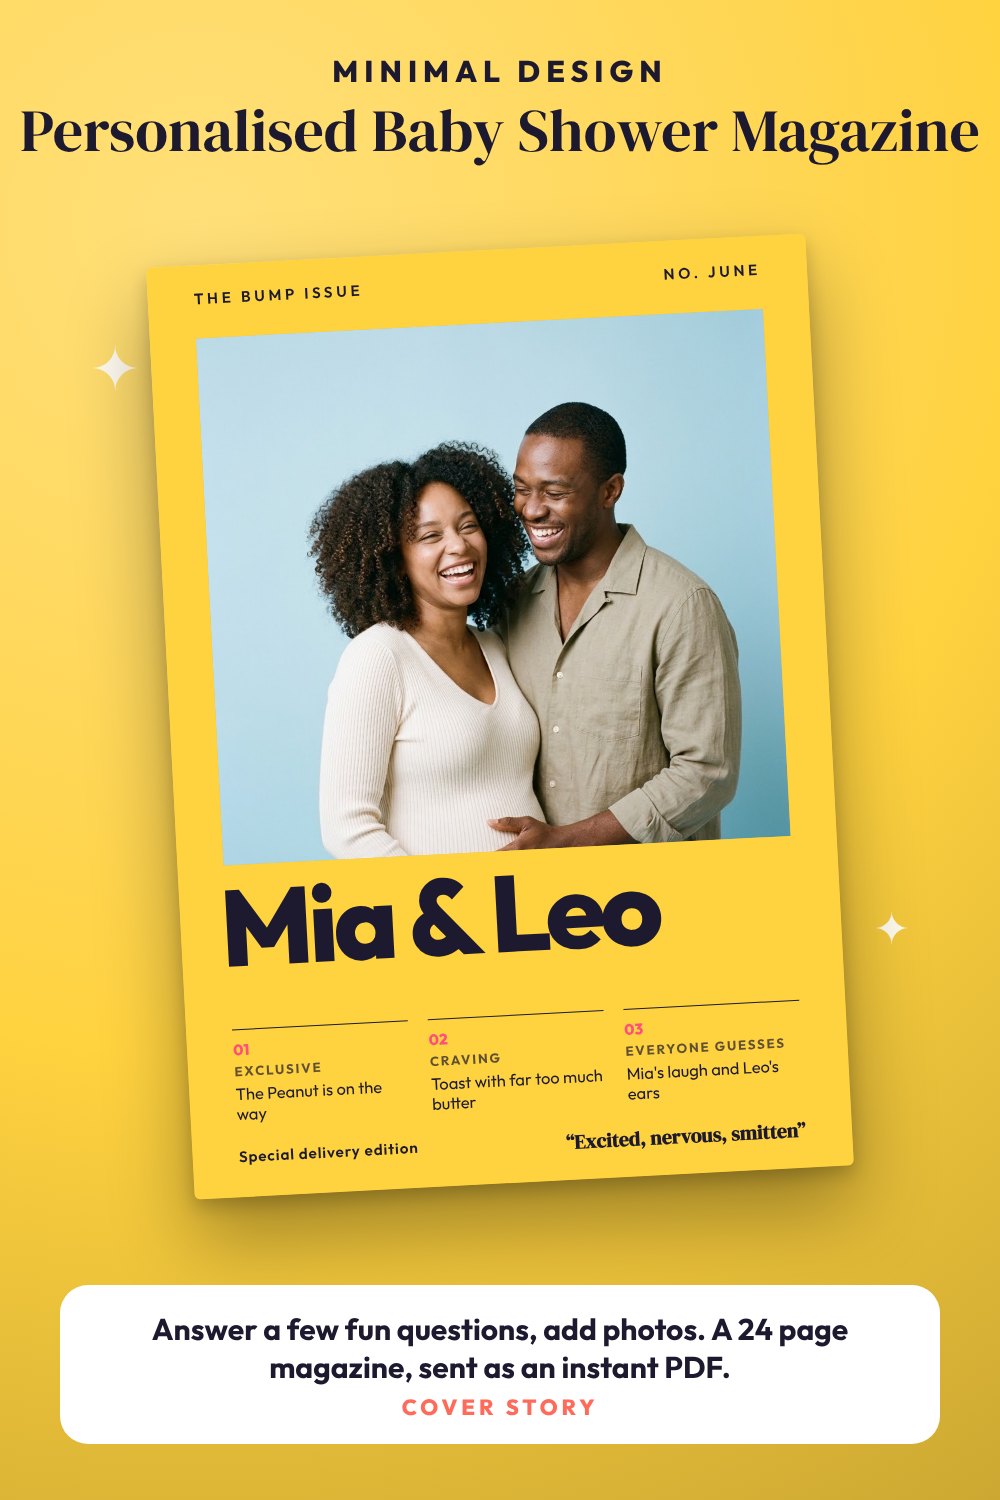 MINIMAL DESIGN
Personalised Baby Shower Magazine
THE BUMP ISSUE
NO. JUNE
Mia & Leo
01
EXCLUSIVE
The Peanut is on the
way
02
CRAVING
Toast with far too much
butter
03
EVERYONE GUESSES
Mia's laugh and Leo's
ears
Special delivery edition
“Excited, nervous, smitten”
Answer a few fun questions, add photos. A 24 page
magazine, sent as an instant PDF.
COVER STORY